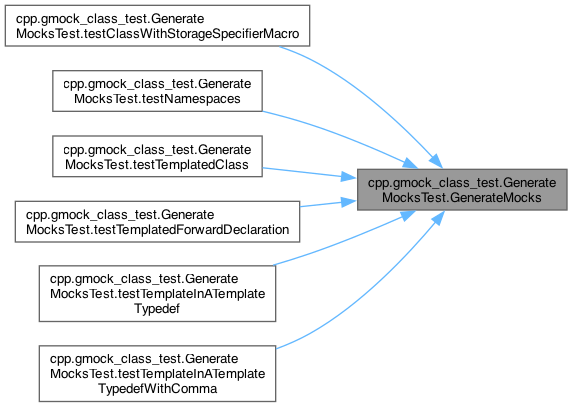 cpp.gmock_class_test.Generate
MocksTest.testClassWithStorageSpecifierMacro
cpp.gmock_class_test.Generate
MocksTest.testNamespaces
cpp.gmock_class_test.Generate
MocksTest.testTemplatedClass
cpp.gmock_class_test.Generate
MocksTest.GenerateMocks
cpp.gmock_class_test.Generate
MocksTest.testTemplatedForwardDeclaration
cpp.gmock_class_test.Generate
MocksTest.testTemplateInATemplate
Typedef
cpp.gmock_class_test.Generate
MocksTest.testTemplateInATemplate
TypedefWithComma